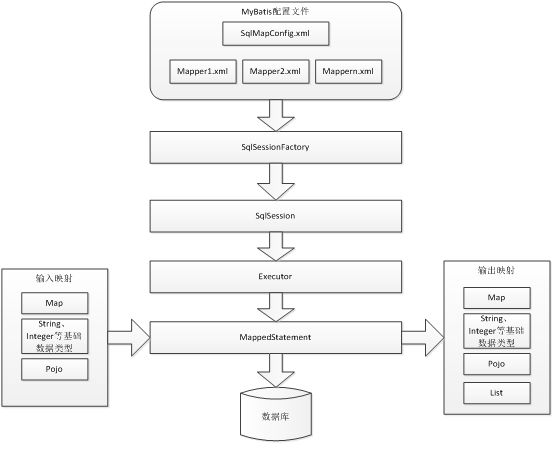 MyBatis配置文件
SqlMapConfig.xml
Mapper1.xml
Mapper2.xml
Mappern.xml
SqlSessionFactory
SqlSession
Executor
MappedStatement
数据库
输入映射
Map
String、
Integer等基础
数据类型
Pojo
输出映射
Map
String、
Integer等基础
数据类型
Pojo
List